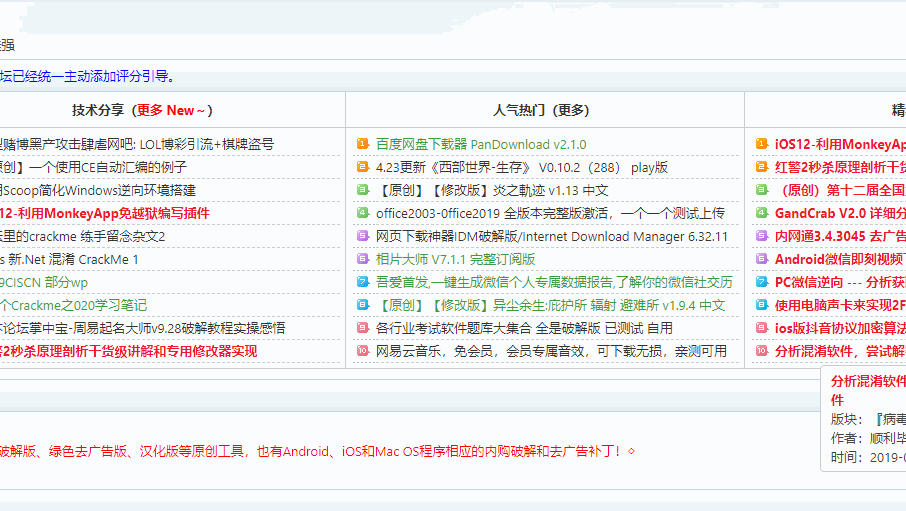 强
坛已经统一主动添加评分引导。
技术分享（更多 New～）
赌博黑产攻击肆虐网吧: LOL博彩引流+棋牌盗号
创】一个使用CE自动汇编的例子
Scoop简化Windows逆向环境搭建
12-利用MonkeyApp免越狱编写插件
坛里的crackme 练手留念杂文2
s 新.Net 混淆 CrackMe 1
9CISCN 部分wp
个Crackme之020学习笔记
论坛掌中宝-周易起名大师v9.28破解教程实操感悟
警2秒杀原理剖析干货级讲解和专用修改器实现
人气热门（更多）
1 百度网盘下载器 PanDownload v2.1.0
2 4.23更新《西部世界-生存》 V0.10.2（288） play版
3 【原创】【修改版】炎之軌迹 v1.13 中文
4 office2003-Office2019 全版本完整版激活，一个一个测试上传
5 网页下载神器IDM破解版/Internet Download Manager 6.32.11
6 相片大师 V7.1.1 完整订阅版
7 吾爱首发,一键生成微信个人专属数据报告,了解你的微信社交历
8 【原创】【修改版】异尘余生:庇护所 辐射 避难所 v1.9.4 中文
9 各行业考试软件题库大集合 全是破解版 已测试 自用
10 网易云音乐，免会员，会员专属音效，可下载无损，亲测可用
精
1 iOS12-利用MonkeyAp
2 红警2秒杀原理剖析干货
3 （原创）第十二届全国
4 GandCrab V2.0 详细分
5 内网通3.4.3045 去广告
6 Android微信即刻视频
7 PC微信逆向 --- 分析获
8 使用电脑声卡来实现2F
9 ios版抖音协议加密算法
10 分析混淆软件，尝试解
分析混淆软件
件
版块：『病毒
作者：顺利毕
时间：2019-0
破解版、绿色去广告版、汉化版等原创工具，也有Android、iOS和Mac OS程序相应的内购破解和去广告补丁！